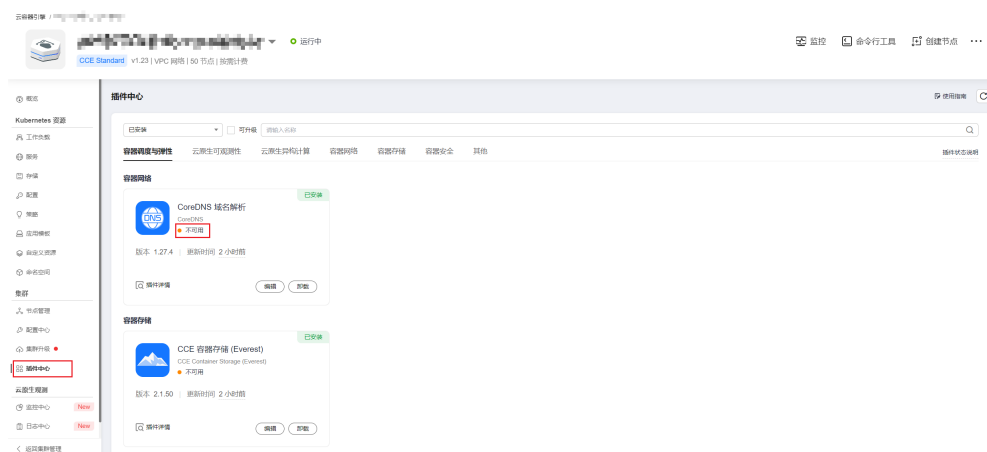 云容器引擎 /
运行中
监控
命令行工具
创建节点
CCE Standard v1.23 | VPC 网络 | 50 节点 | 按需计费
概览
Kubernetes 资源
工作负载
服务
存储
配置
策略
应用模板
自定义资源
命名空间
集群
节点管理
配置中心
集群升级
插件中心
云原生观测
监控中心 New
日志中心 New
返回集群管理
插件中心
使用指南
已安装
可升级
请输入名称
容器调度与弹性 云原生可观测性 云原生异构计算 容器网络 容器存储 容器安全 其他
插件状态说明
容器网络
已安装
DNS
CoreDNS 域名解析
CoreDNS
不可用
版本 1.27.4 | 更新时间 2 小时前
插件详情
编辑
卸载
容器存储
已安装
CCE 容器存储 (Everest)
CCE Container Storage (Everest)
不可用
版本 2.1.50 | 更新时间 2 小时前
插件详情
编辑
卸载